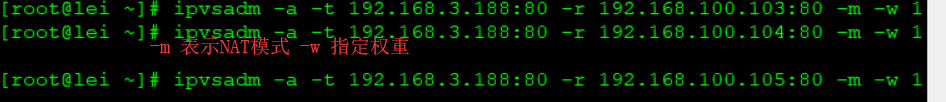 [root@lei ~]# ipvsadm -a -t 192.168.3.188:80 -r 192.168.100.103:80 -m -w 1
[root@lei ~]# ipvsadm -a -t 192.168.3.188:80 -r 192.168.100.104:80 -m -w 1
-m 表示NAT模式 -w 指定权重
[root@lei ~]# ipvsadm -a -t 192.168.3.188:80 -r 192.168.100.105:80 -m -w 1